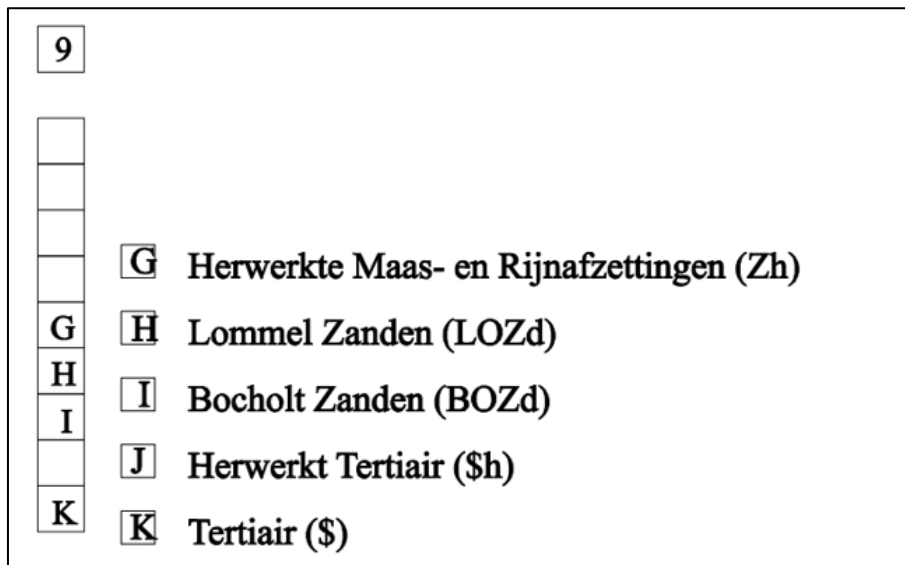 9
G Herwerkte Maas- en Rijnafzettingen (Zh)
G
H Lommel Zanden (LOZd)
H
I Bocholt Zanden (BOZd)
I
J Herwerkt Tertiair ($h)
K
K Tertiair ($)